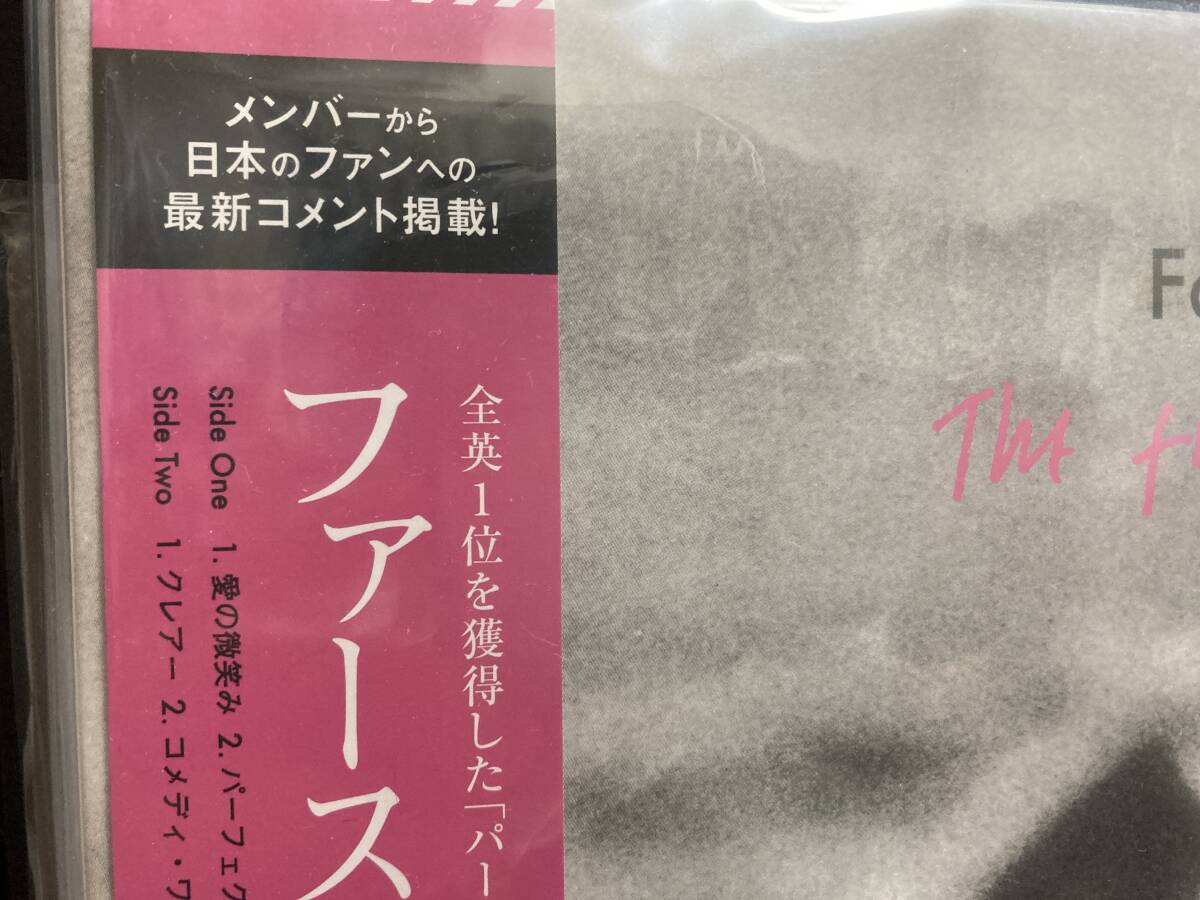 メンバーから
日本のファンへの
最新コメント掲載!
全英1位を獲得した「パー
ファース
Side One 1. 愛の微笑み 2. パーフェク
Side Two 1. クレアー 2. コメディ・ワ
Fa
The fi